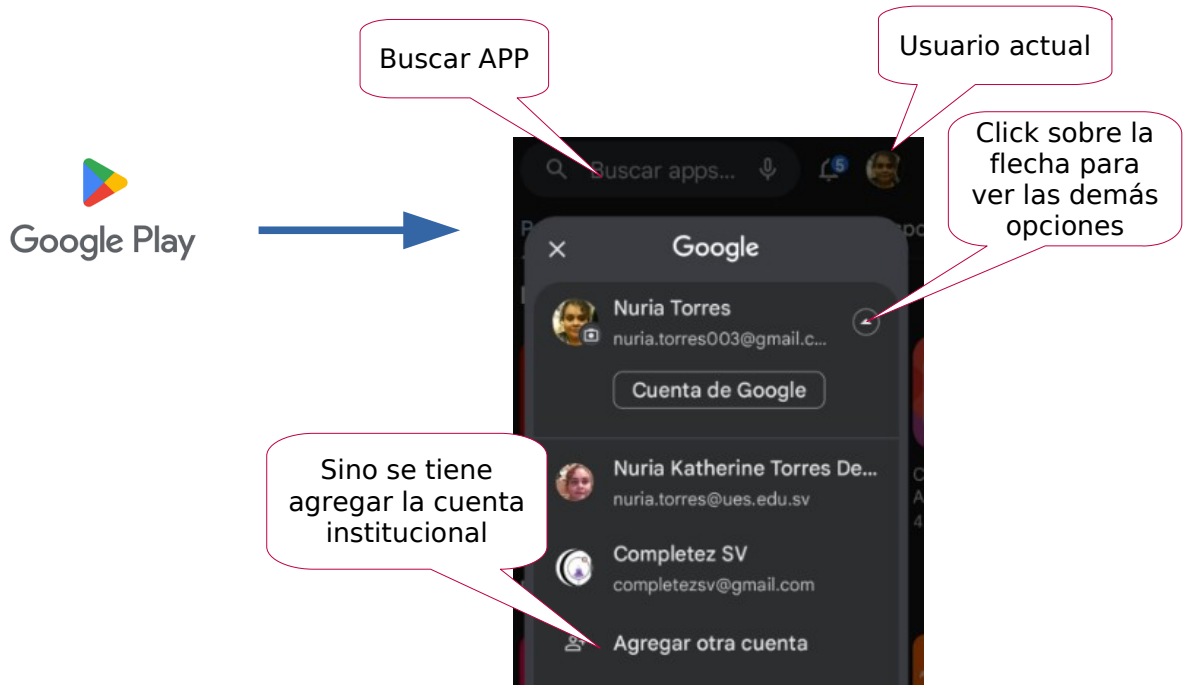 Buscar APP
Usuario actual
Click sobre la
flecha para
ver las demás
opciones
Google Play
Buscar apps...
5
Google
Nuria Torres
nuria.torres003@gmail.c...
Cuenta de Google
Sino se tiene
agregar la cuenta
institucional
Nuria Katherine Torres De...
nuria.torres@ues.edu.sv
Completez SV
completezsv@gmail.com
Agregar otra cuenta